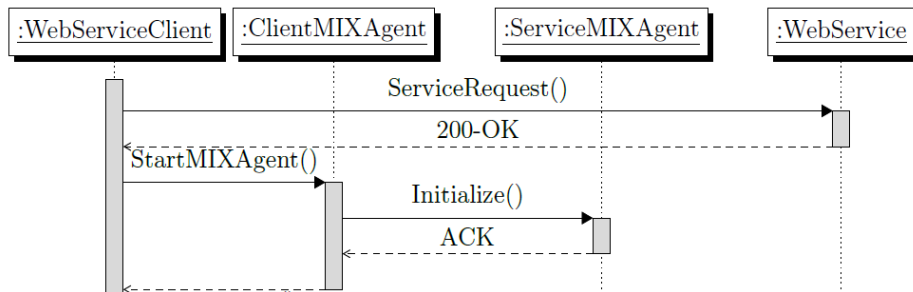 :WebServiceClient
:ClientMIXAgent
:ServiceMIXAgent
:WebService
ServiceRequest()
200-OK
StartMIXAgent()
Initialize()
ACK